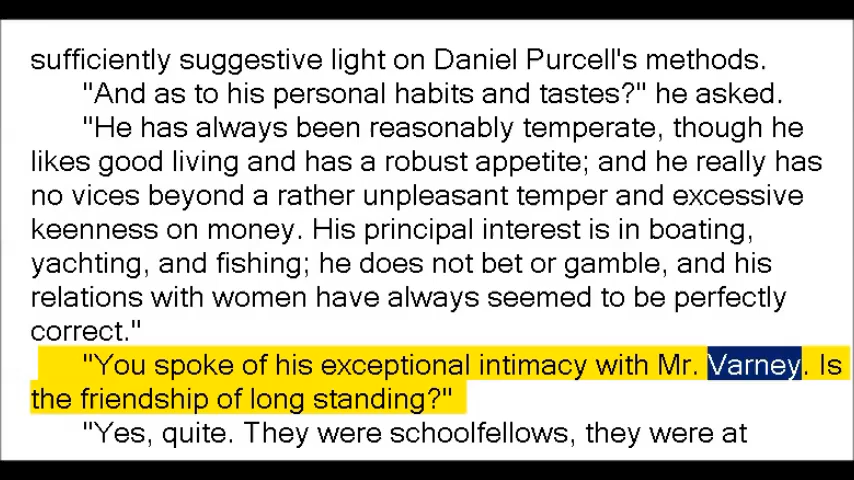 sufficiently suggestive light on Daniel Purcell's methods.
"And as to his personal habits and tastes?" he asked.
"He has always been reasonably temperate, though he
likes good living and has a robust appetite; and he really has
no vices beyond a rather unpleasant temper and excessive
keenness on money. His principal interest is in boating,
yachting, and fishing; he does not bet or gamble, and his
relations with women have always seemed to be perfectly
correct."
"You spoke of his exceptional intimacy with Mr. Varney. Is
the friendship of long standing?"
"Yes, quite. They were schoolfellows, they were at